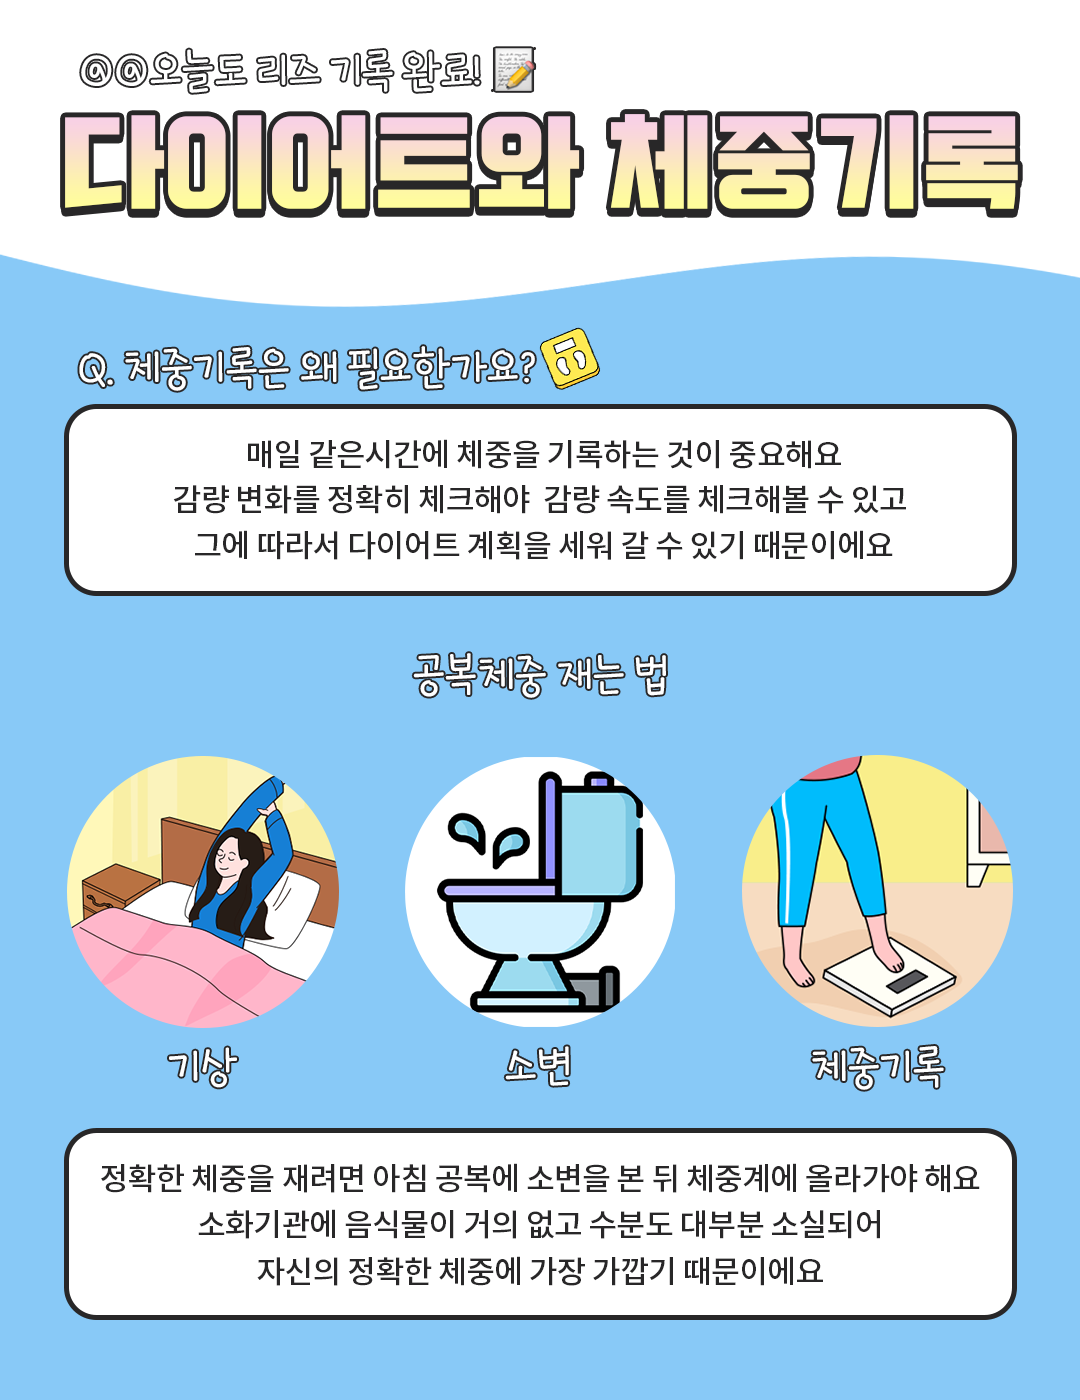 @@오늘도 리즈 기록 완료!
다이어트와 체중기록
Q. 체중기록은 왜 필요한가요?
매일 같은시간에 체중을 기록하는 것이 중요해요
감량 변화를 정확히 체크해야 감량 속도를 체크해볼 수 있고
그에 따라서 다이어트 계획을 세워 갈 수 있기 때문이에요
공복체중 재는 법
기상
소변
체중기록
정확한 체중을 재려면 아침 공복에 소변을 본 뒤 체중계에 올라가야 해요
소화기관에 음식물이 거의 없고 수분도 대부분 소실되어
자신의 정확한 체중에 가장 가깝기 때문이에요